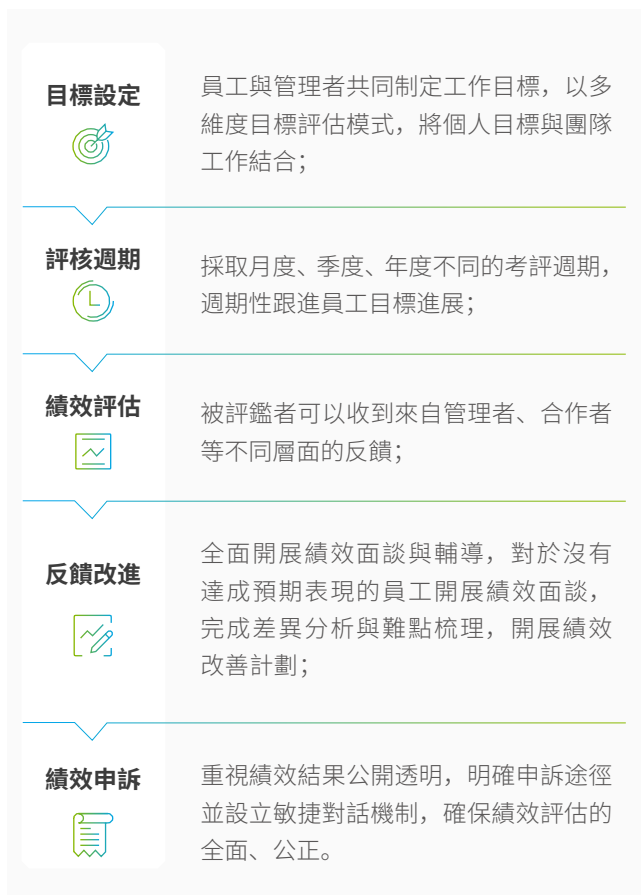 目標設定
員工與管理者共同制定工作目標，以多
維度目標評估模式，將個人目標與團隊
工作結合；
評核週期
採取月度、季度、年度不同的考評週期，
週期性跟進員工目標進展；
績效評估
被評鑑者可以收到來自管理者、合作者
等不同層面的反饋；
反饋改進
全面開展績效面談與輔導，對於沒有
達成預期表現的員工開展績效面談，
完成差異分析與難點梳理，開展績效
改善計劃；
績效申訴
重視績效結果公開透明，明確申訴途徑
並設立敏捷對話機制，確保績效評估的
全面、公正。